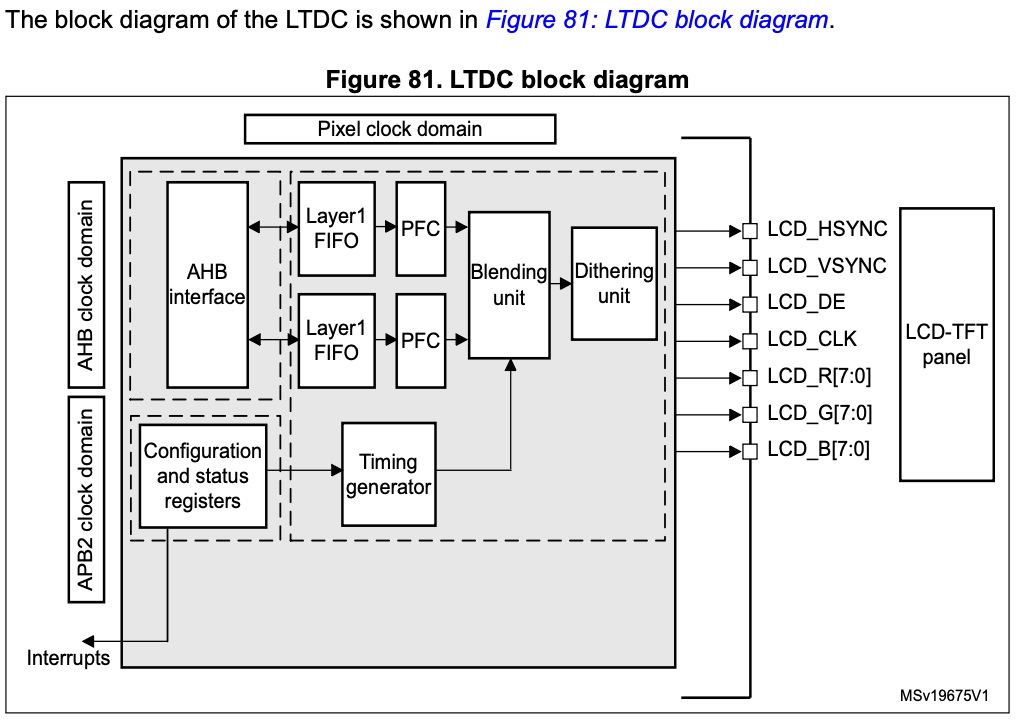 The block diagram of the LTDC is shown in Figure 81: LTDC block diagram.
Figure 81. LTDC block diagram
Pixel clock domain
AHB clock domain
AHB
interface
Layer1
FIFO
PFC
Layer1
FIFO
PFC
Blending
unit
Dithering
unit
APB2 clock domain
Configuration
and status
registers
Timing
generator
Interrupts
LCD_HSYNC
LCD_VSYNC
LCD_DE
LCD_CLK
LCD_R[7:0]
LCD_G[7:0]
LCD_B[7:0]
LCD-TFT
panel
MSv19675V1